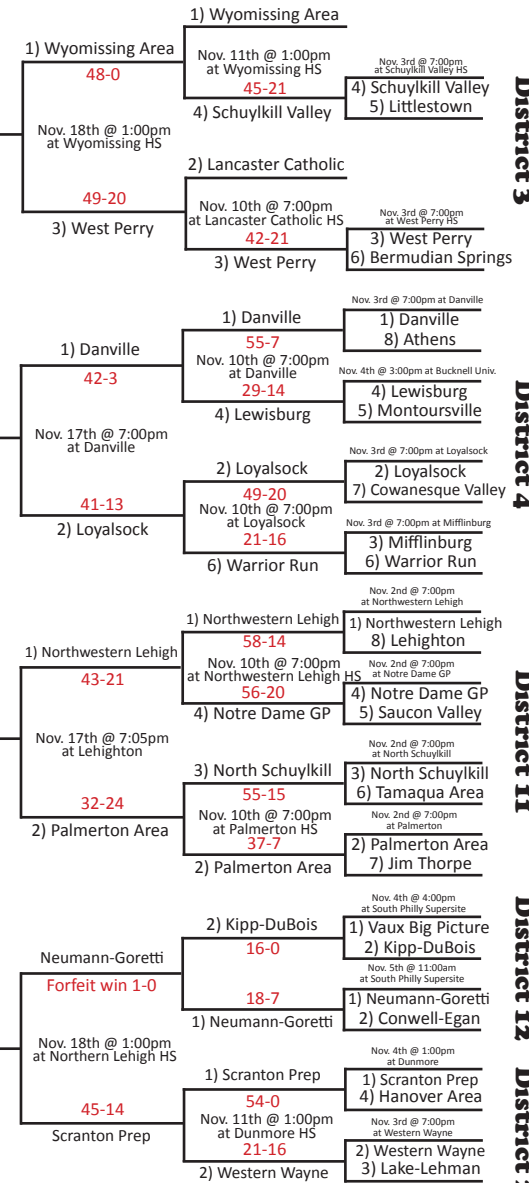 1) Wyomissing Area
1) Wyomissing Area
48-0
Nov. 18th @ 1:00pm
at Wyomissing HS
49-20
3) West Perry
Nov. 11th @ 1:00pm
at Wyomissing HS
45-21
4) Schuylkill Valley
Nov. 3rd @ 7:00pm
at Schuylkill Valley HS
4) Schuylkill Valley
5) Littlestown
2) Lancaster Catholic
Nov. 10th @ 7:00pm
at Lancaster Catholic HS
42-21
3) West Perry
Nov. 3rd @ 7:00pm
at West Perry HS
3) West Perry
6) Bermudian Springs
District 3
1) Danville
42-3
Nov. 17th @ 7:00pm
at Danville
41-13
2) Loyalsock
1) Danville
55-7
Nov. 10th @ 7:00pm
at Danville
29-14
4) Lewisburg
Nov. 3rd @ 7:00pm at Danville
1) Danville
8) Athens
Nov. 4th @ 3:00pm at Bucknell Univ.
4) Lewisburg
5) Montoursville
2) Loyalsock
49-20
Nov. 10th @ 7:00pm
at Loyalsock
21-16
6) Warrior Run
Nov. 3rd @ 7:00pm at Loyalsock
2) Loyalsock
7) Cowanesque Valley
Nov. 3rd @ 7:00pm at Mifflinburg
3) Mifflinburg
6) Warrior Run
District 4
1) Northwestern Lehigh
43-21
Nov. 17th @ 7:05pm
at Lehighton
32-24
2) Palmerton Area
1) Northwestern Lehigh
58-14
Nov. 10th @ 7:00pm
at Northwestern Lehigh HS
56-20
4) Notre Dame GP
Nov. 2nd @ 7:00pm
at Northwestern Lehigh
1) Northwestern Lehigh
8) Lehighton
Nov. 2nd @ 7:00pm
at Notre Dame GP
4) Notre Dame GP
5) Saucon Valley
3) North Schuylkill
55-15
Nov. 10th @ 7:00pm
at Palmerton HS
37-7
2) Palmerton Area
Nov. 2nd @ 7:00pm
at North Schuylkill
3) North Schuylkill
6) Tamaqua Area
Nov. 2nd @ 7:00pm
at Palmerton
2) Palmerton Area
7) Jim Thorpe
District 11
Neumann-Goretti
Forfeit win 1-0
Nov. 18th @ 1:00pm
at Northern Lehigh HS
45-14
Scranton Prep
2) Kipp-DuBois
16-0
18-7
1) Neumann-Goretti
Nov. 4th @ 4:00pm
at South Philly Supersite
1) Vaux Big Picture
2) Kipp-DuBois
Nov. 5th @ 11:00am
at South Philly Supersite
1) Neumann-Goretti
2) Conwell-Egan
District 12
1) Scranton Prep
54-0
Nov. 11th @ 1:00pm
at Dunmore HS
21-16
2) Western Wayne
Nov. 4th @ 1:00pm
at Dunmore
1) Scranton Prep
4) Hanover Area
Nov. 3rd @ 7:00pm
at Western Wayne
2) Western Wayne
3) Lake-Lehman
District